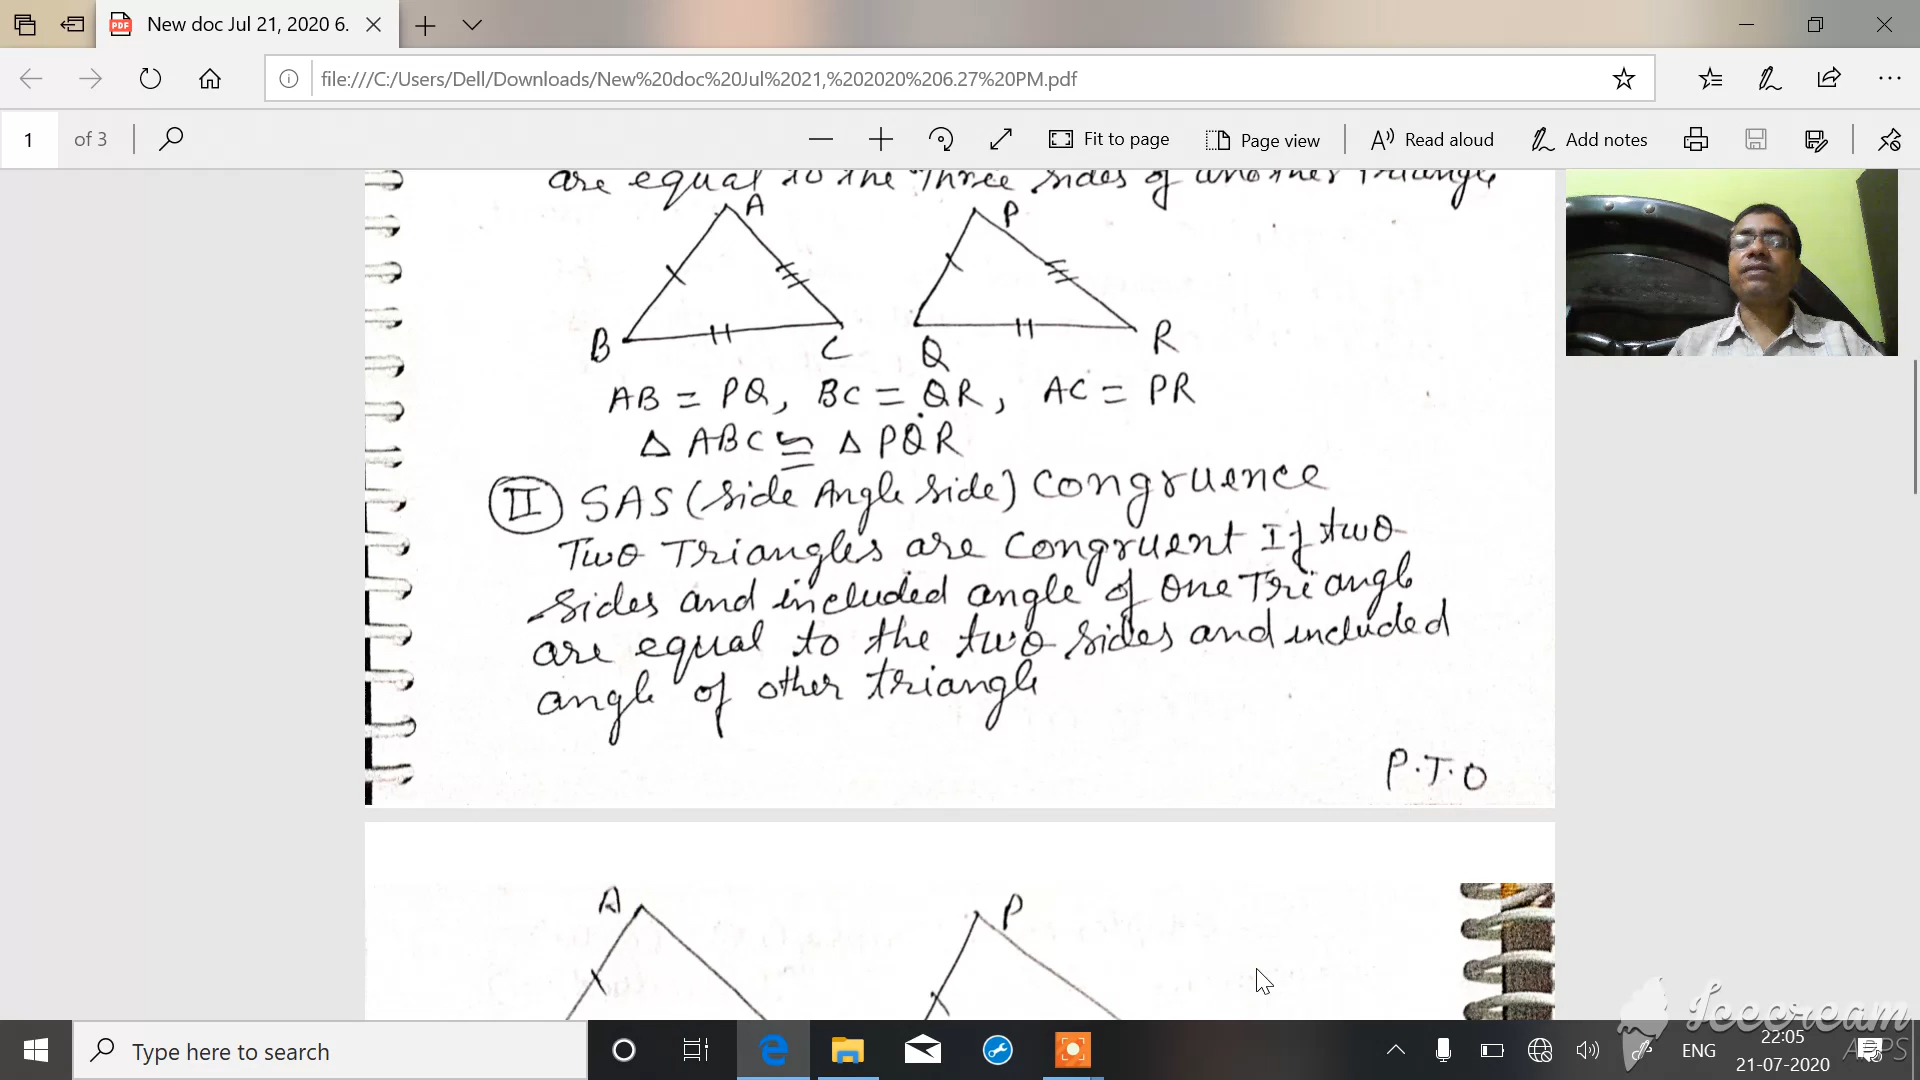 New doc Jul 21, 2020 6.
file:///C:/Users/Dell/Downloads/New%20doc%20Jul%2021,%202020%206.27%20PM.pdf
1 of 3
Fit to page
Page view
Read aloud
Add notes
are equal to the three sides of another triangle
A P
B C Q R
AB = PQ, BC = QR, AC = PR
Δ ABC ≅ Δ PQR
II SAS (Side Angle Side) Congruence
Two Triangles are congruent If two
sides and included angle of one Triangle
are equal to the two sides and included
angle of other triangle
P.T.O
A P
Type here to search
ENG
22:05
21-07-2020
Icecream
APPS